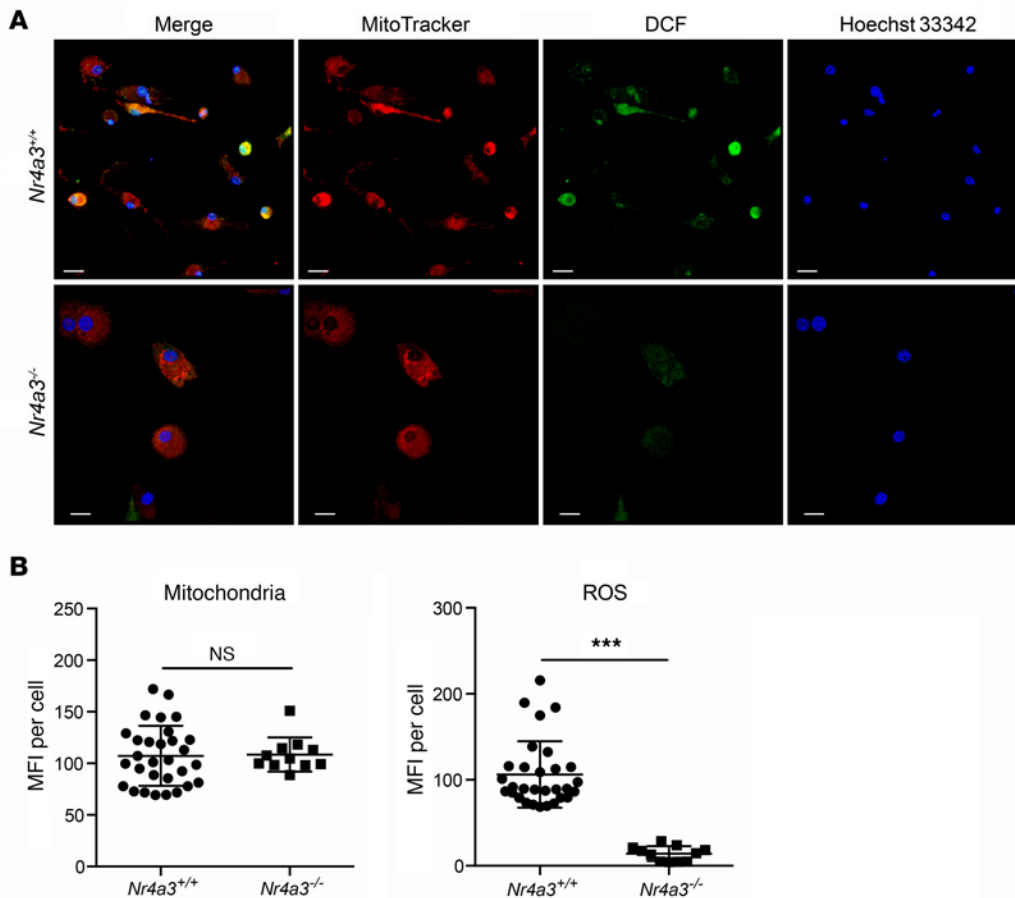 A
Merge MitoTracker DCF Hoechst 33342
Nr4a3+/+
Nr4a3-/-
B
Mitochondria
MFI per cell
250
200
150
100
50
0
NS
Nr4a3+/+ Nr4a3-/-
ROS
MFI per cell
300
200
100
0
***
Nr4a3+/+ Nr4a3-/-